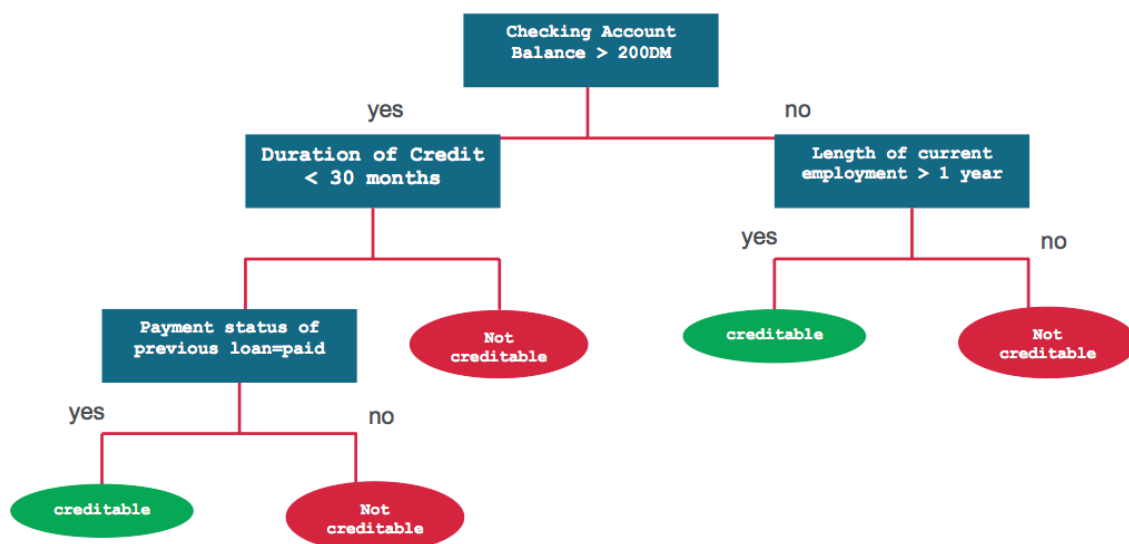 Checking Account
Balance > 200DM
yes
no
Duration of Credit
< 30 months
Length of current
employment > 1 year
yes
no
Payment status of
previous loan=paid
Not
creditable
creditable
Not
creditable
yes
no
creditable
Not
creditable